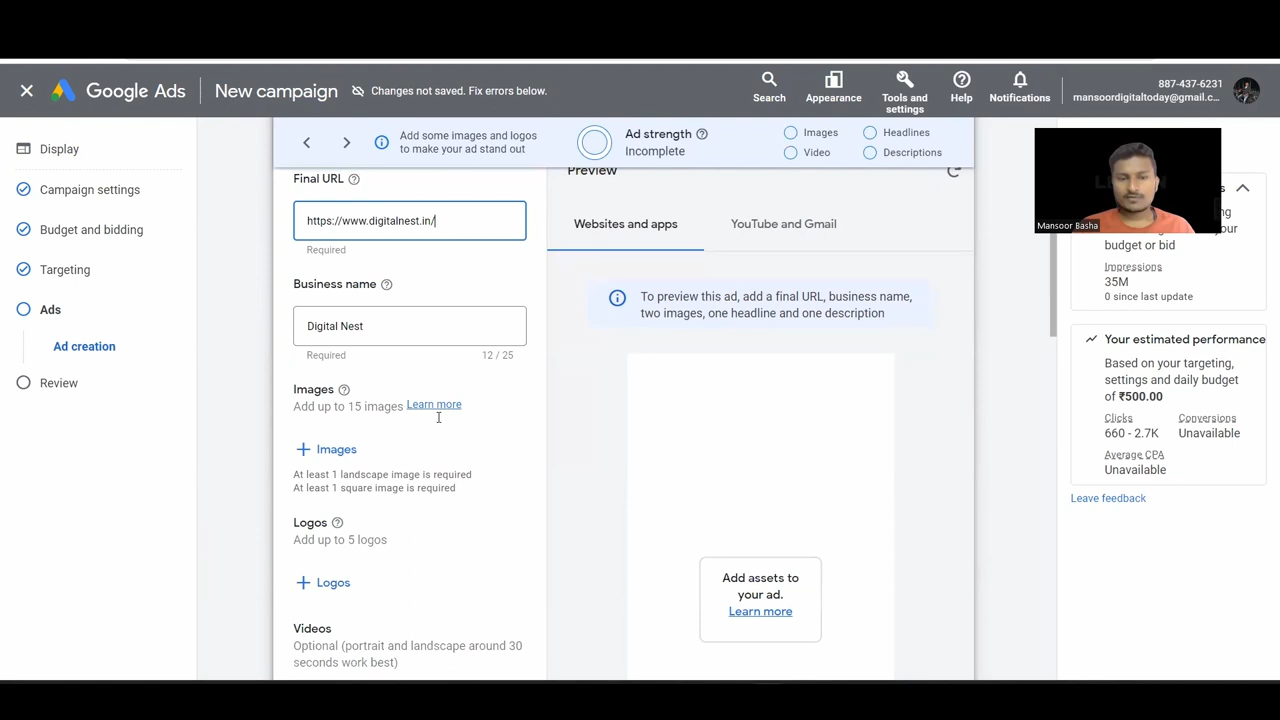 Google Ads
New campaign
Changes not saved. Fix errors below.
Search
Appearance
Tools and
settings
Help
Notifications
887-437-6231
mansoordigitaltoday@gmail.c...
Display
Campaign settings
Budget and bidding
Targeting
Ads
Ad creation
Review
Add some images and logos
to make your ad stand out
Ad strength
Incomplete
Images
Headlines
Video
Descriptions
Final URL
https://www.digitalnest.in/
Required
Business name
Digital Nest
Required
12 / 25
Images
Add up to 15 images Learn more
Images
At least 1 landscape image is required
At least 1 square image is required
Logos
Add up to 5 logos
Logos
Videos
Optional (portrait and landscape around 30
seconds work best)
Preview
Websites and apps
YouTube and Gmail
To preview this ad, add a final URL, business name,
two images, one headline and one description
Add assets to
your ad.
Learn more
Mansoor Basha
budget or bid
Impressions
35M
0 since last update
Your estimated performance
Based on your targeting,
settings and daily budget
of ₹500.00
Clicks
Conversions
660 - 2.7K
Unavailable
Average CPA
Unavailable
Leave feedback